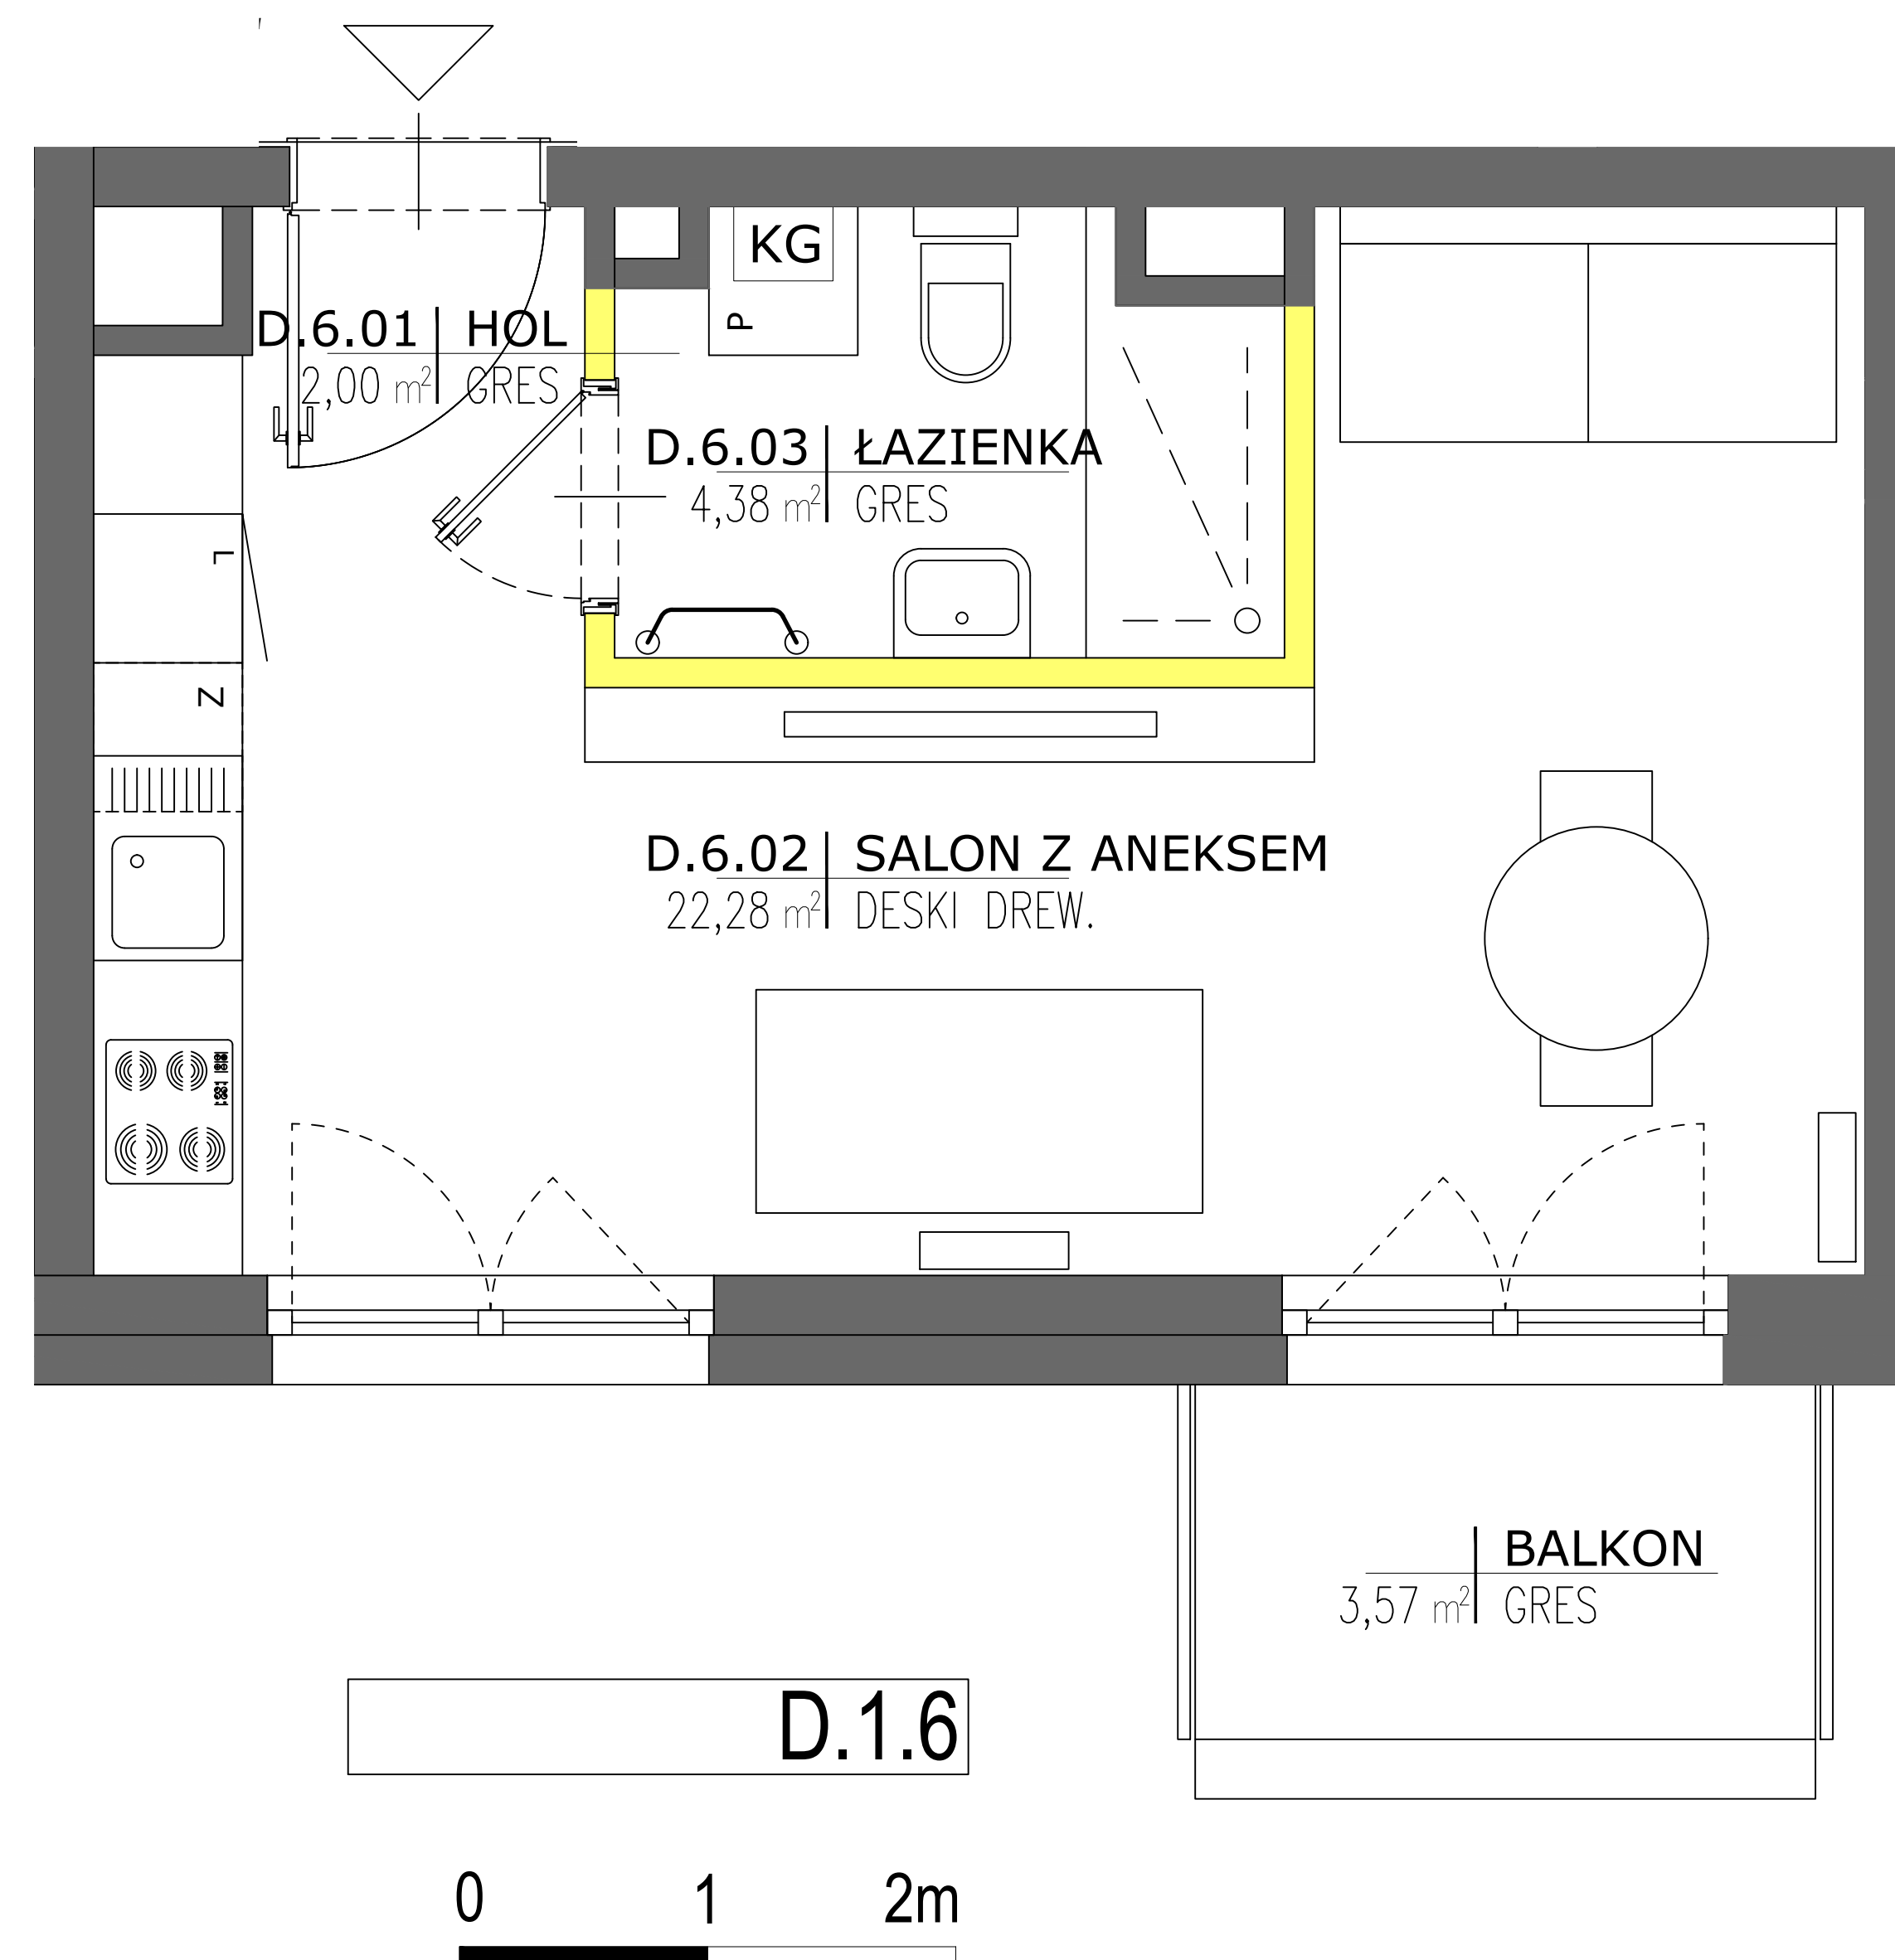 KG
P
D.6.01 HOL
2,00 m² GRES
D.6.03 ŁAZIENKA
4,38 m² GRES
L
Z
D.6.02 SALON Z ANEKSEM
22,28 m² DESKI DREW.
BALKON
3,57 m² GRES
D.1.6
0 1 2m